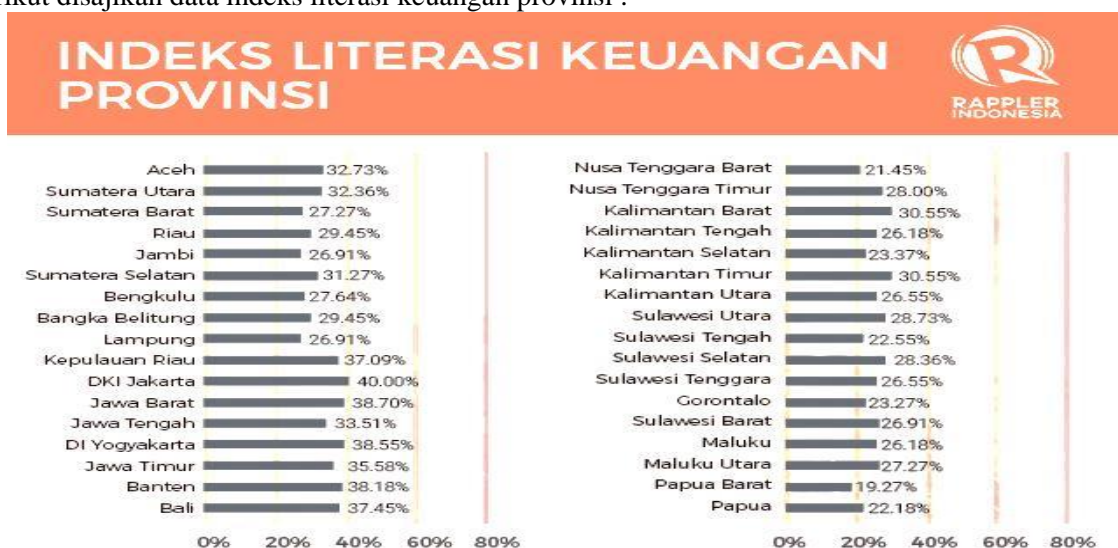 disajikan data indeks literasi keuangan provinsi :
INDEKS LITERASI KEUANGAN
PROVINSI
R
RAPPLER
INDONESIA
Aceh 32.73%
Sumatera Utara 32.36%
Sumatera Barat 27.27%
Riau 29.45%
Jambi 26.91%
Sumatera Selatan 31.27%
Bengkulu 27.64%
Bangka Belitung 29.45%
Lampung 26.91%
Kepulauan Riau 37.09%
DKI Jakarta 40.00%
Jawa Barat 38.70%
Jawa Tengah 33.51%
DI Yogyakarta 38.55%
Jawa Timur 35.58%
Banten 38.18%
Bali 37.45%
0% 20% 40% 60% 80%
Nusa Tenggara Barat 21.45%
Nusa Tenggara Timur 28.00%
Kalimantan Barat 30.55%
Kalimantan Tengah 26.18%
Kalimantan Selatan 23.37%
Kalimantan Timur 30.55%
Kalimantan Utara 26.55%
Sulawesi Utara 28.73%
Sulawesi Tengah 22.55%
Sulawesi Selatan 28.36%
Sulawesi Tenggara 26.55%
Gorontalo 23.27%
Sulawesi Barat 26.91%
Maluku 26.18%
Maluku Utara 27.27%
Papua Barat 19.27%
Papua 22.18%
0% 20% 40% 60% 80%